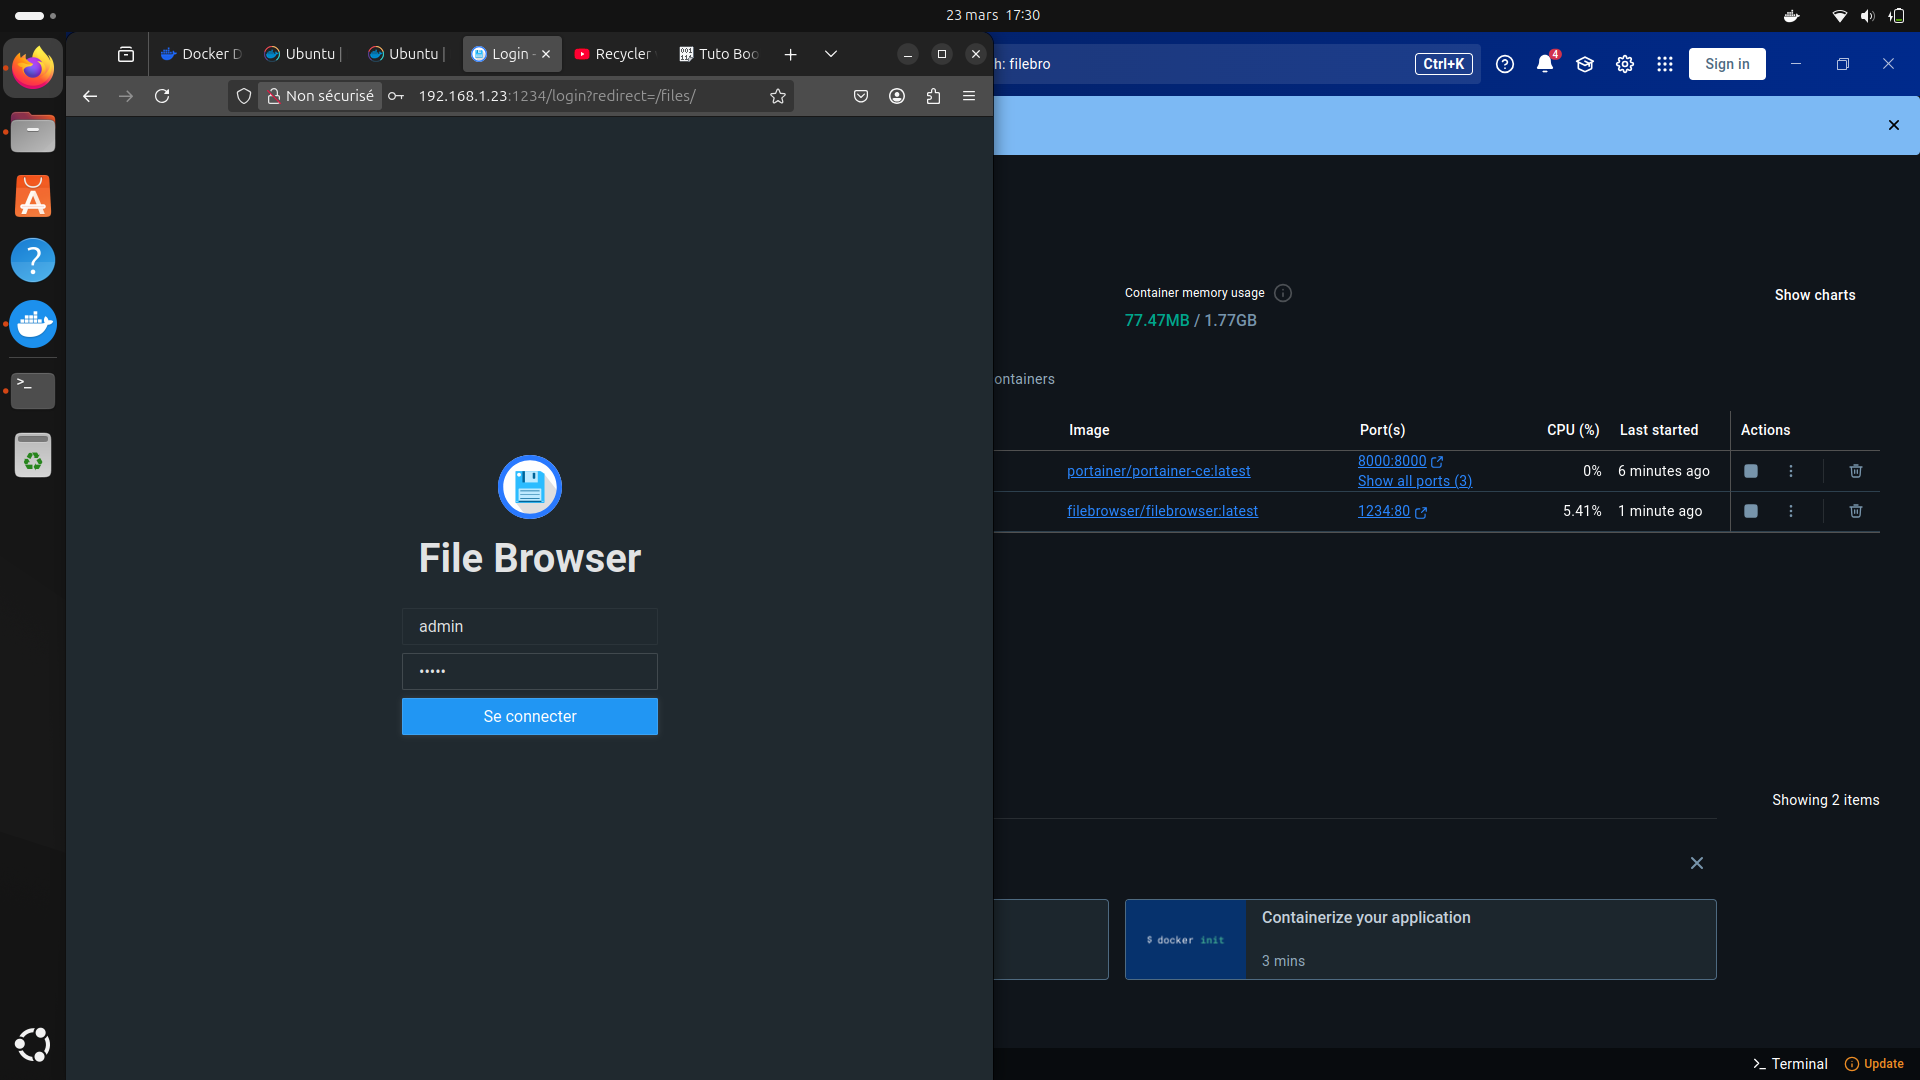 23 mars 17:30
Docker D
Ubuntu |
Ubuntu |
Login -
Recycler
Tuto Boo
Non sécurisé
192.168.1.23:1234/login?redirect=/files/
h: filebro
Ctrl+K
4
Sign in
Container memory usage
77.47MB / 1.77GB
Show charts
ontainers
Image
Port(s)
CPU (%)
Last started
Actions
portainer/portainer-ce:latest
8000:8000
Show all ports (3)
0%
6 minutes ago
filebrowser/filebrowser:latest
1234:80
5.41%
1 minute ago
File Browser
admin
•••••
Se connecter
Showing 2 items
$ docker init
Containerize your application
3 mins
Terminal
Update